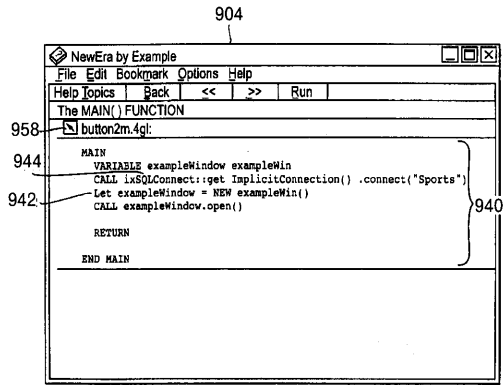 904
NewEra by Example
File Edit Bookmark Options Help
Help Topics Back << >> Run
The MAIN() FUNCTION
958 button2m.4gl:
MAIN
944 VARIABLE exampleWindow exampleWin
CALL ixSQLConnect::get ImplicitConnection() .connect("Sports")
942 Let exampleWindow = NEW exampleWin()
940
CALL exampleWindow.open()
RETURN
END MAIN